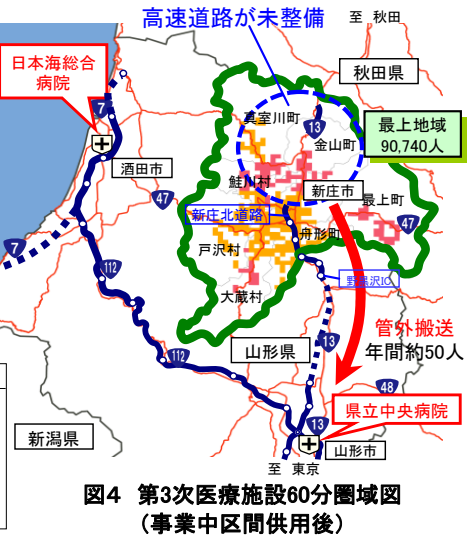 高速道路が未整備
至 秋田
日本海総合
病院
秋田県
7
真室川町
13
金山町
最上地域
90,740人
酒田市
鮭川村
新庄市
47
最上町
新庄北道路
47
舟形町
7
戸沢村
112
野黒沢IC
大蔵村
管外搬送
年間約50人
山形県
13
112
48
県立中央病院
新潟県
13
山形市
至 東京
図4 第3次医療施設60分圏域図
(事業中区間供用後)